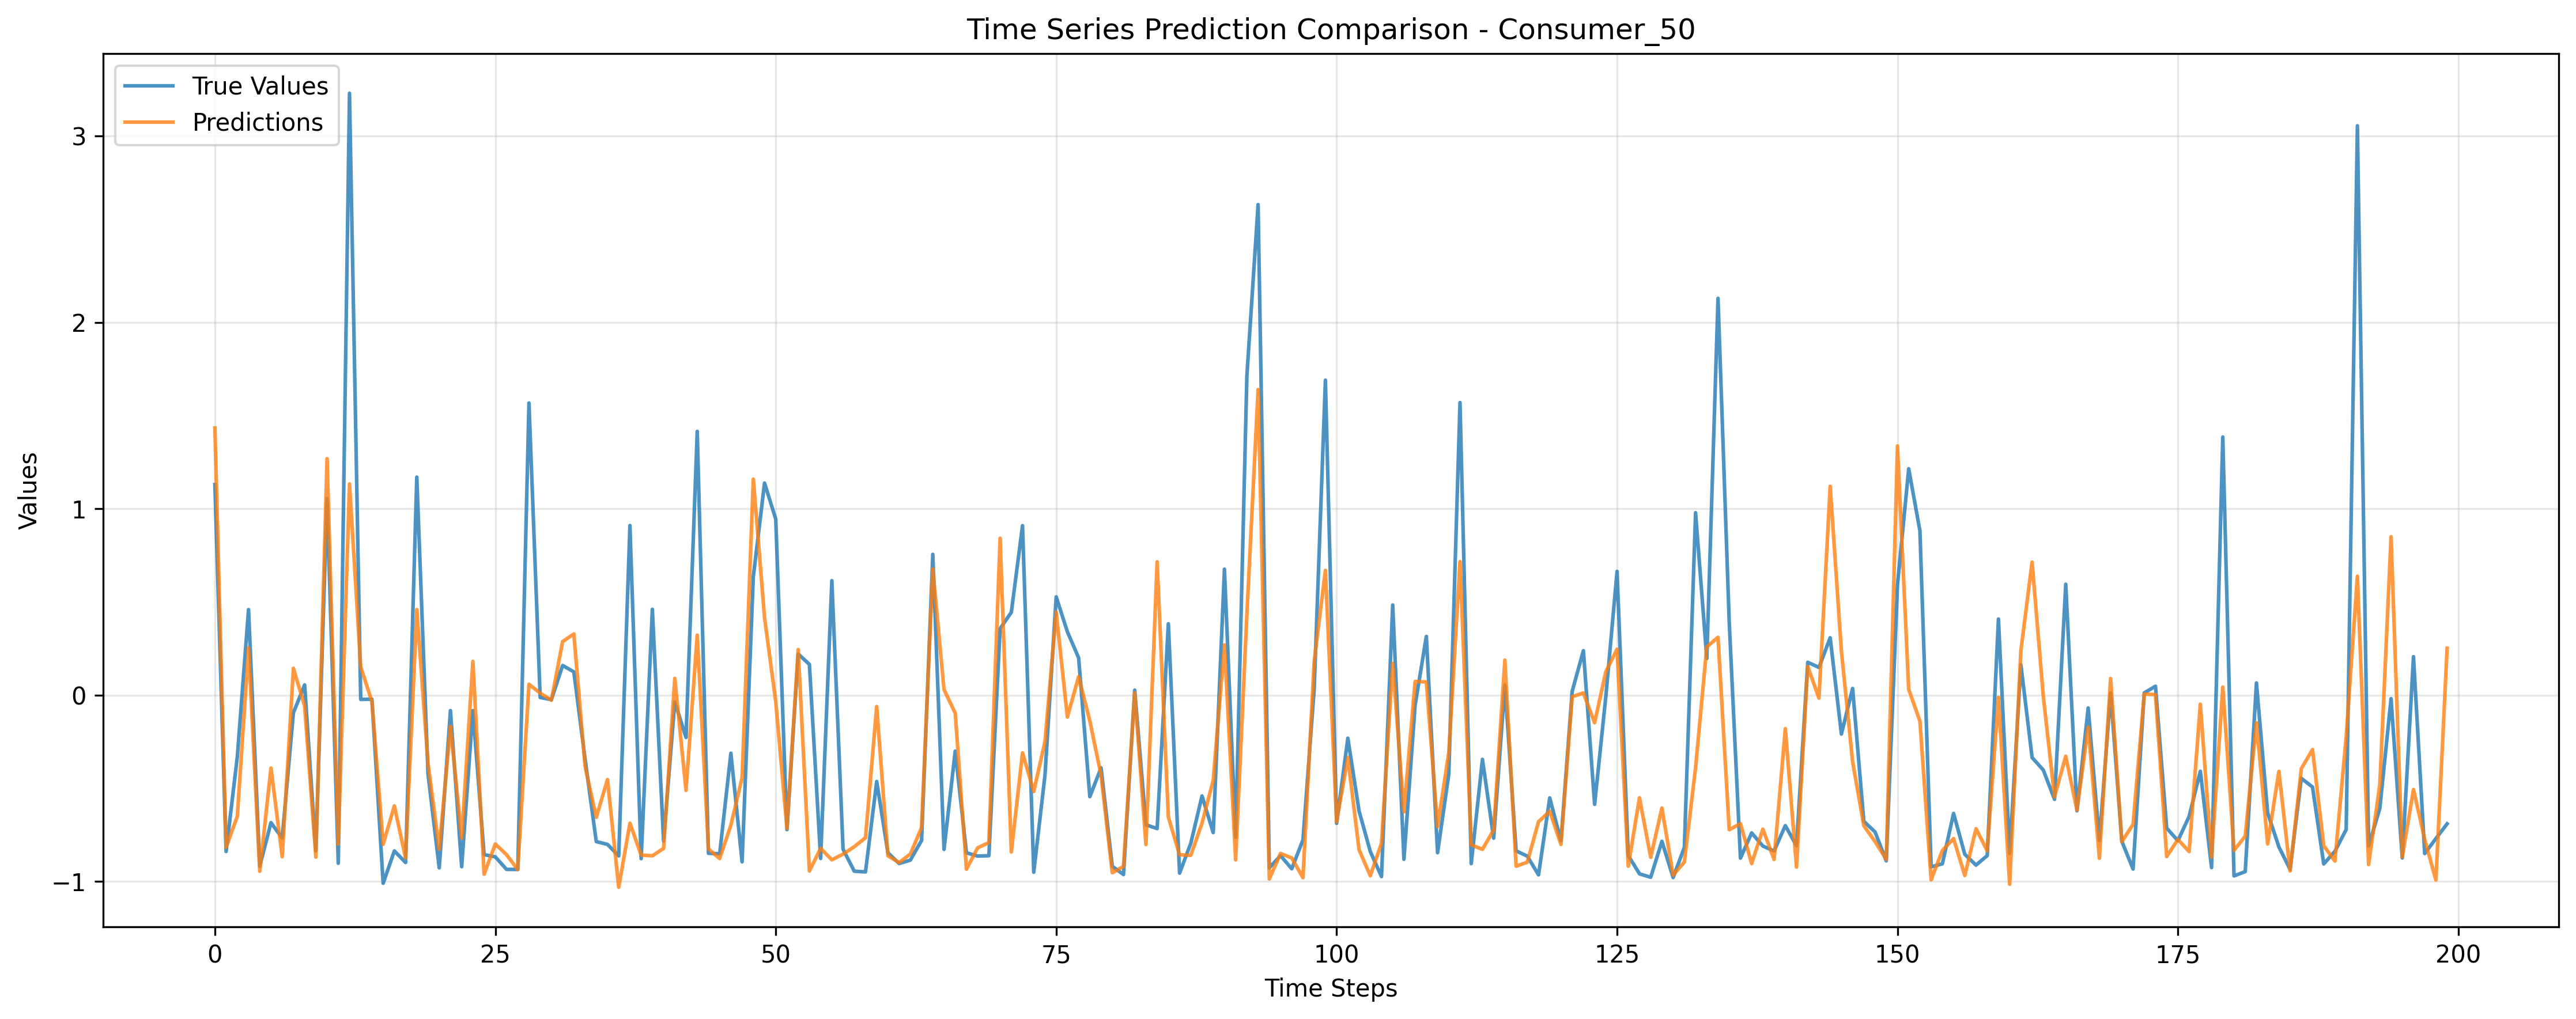 Time Series Prediction Comparison - Consumer_50
True Values
Predictions
3
2
1
0
−1
Values
0 25 50 75 100 125 150 175 200
Time Steps